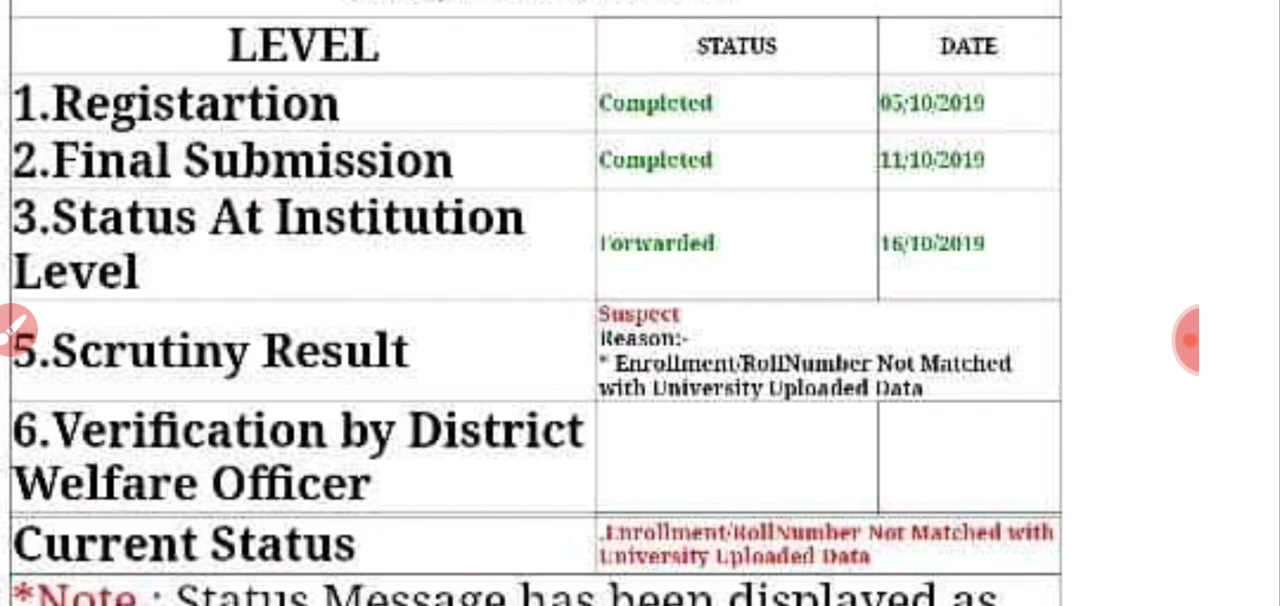 LEVEL STATUS DATE
1.Registartion Completed 05/10/2019
2.Final Submission Completed 11/10/2019
3.Status At Institution
Level Forwarded 16/10/2019
5.Scrutiny Result Suspect
Reason:-
* Enrollment/RollNumber Not Matched
with University Uploaded Data
6.Verification by District
Welfare Officer
Current Status .Enrollment/RollNumber Not Matched with
University Uploaded Data
*Note : Status Message has been displayed as